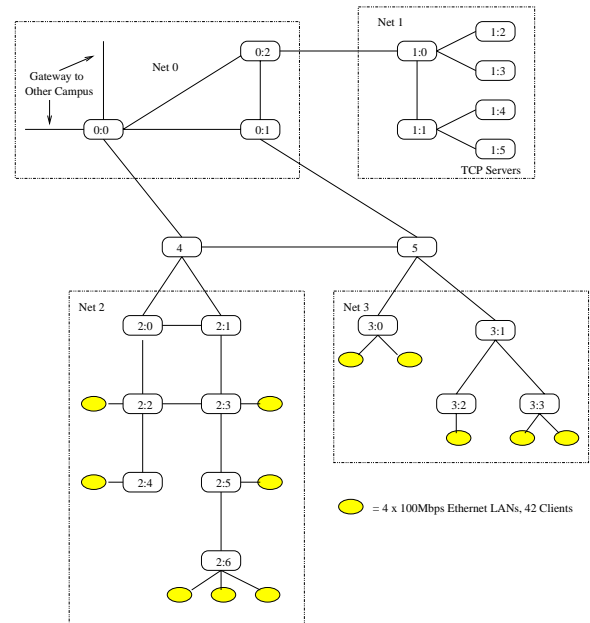 Net 0
Gateway to
Other Campus
0:0
0:2
0:1
Net 1
1:0
1:2
1:3
1:1
1:4
1:5
TCP Servers
4
5
Net 2
2:0
2:1
2:2
2:3
2:4
2:5
2:6
Net 3
3:0
3:1
3:2
3:3
= 4 x 100Mbps Ethernet LANs, 42 Clients